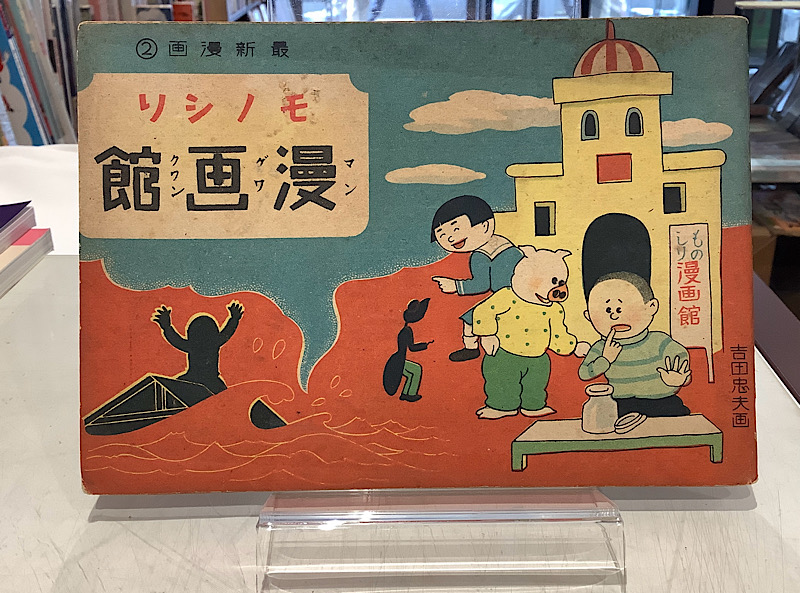 最新漫画②
モノシリ
漫画館
マン グワ クワン
ものしり
漫画館
吉田忠夫画